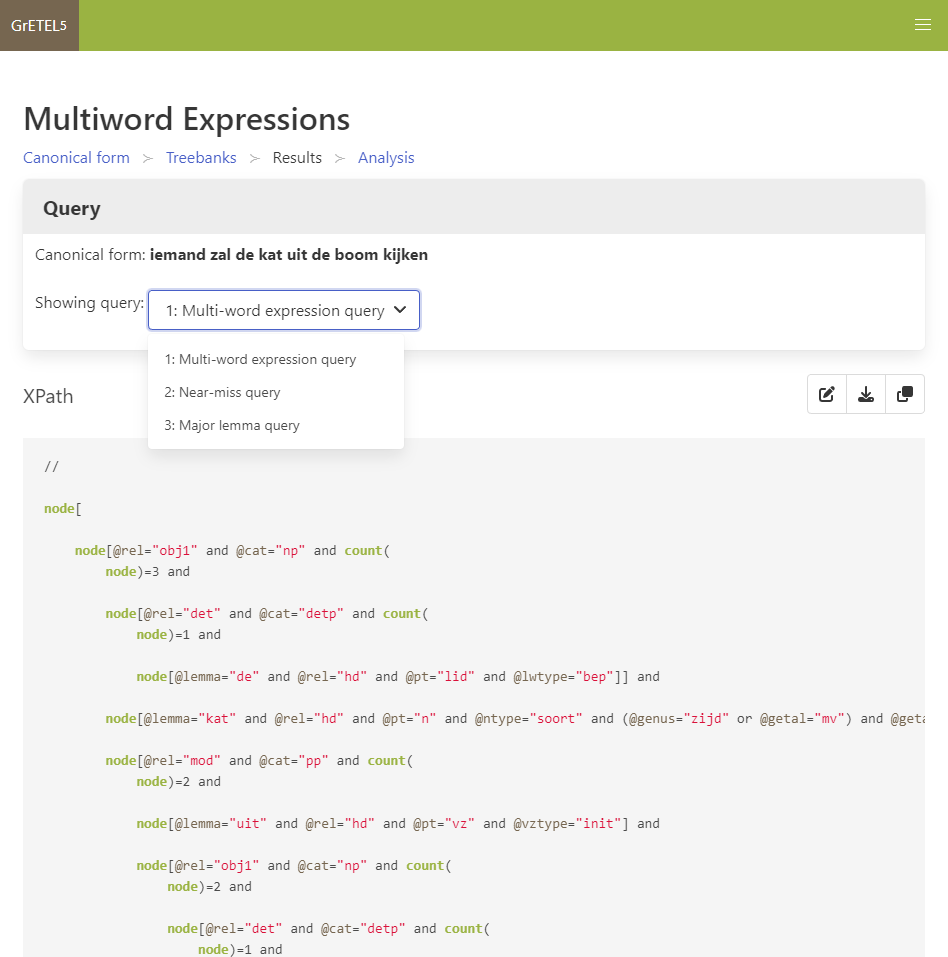 GrETEL5
Multiword Expressions
Canonical form > Treebanks > Results > Analysis
Query
Canonical form: iemand zal de kat uit de boom kijken
Showing query: 1: Multi-word expression query
1: Multi-word expression query
2: Near-miss query
3: Major lemma query
XPath
//
node[
node[@rel="obj1" and @cat="np" and count(
node)=3 and
node[@rel="det" and @cat="detp" and count(
node)=1 and
node[@lemma="de" and @rel="hd" and @pt="lid" and @lwtype="bep"]] and
node[@lemma="kat" and @rel="hd" and @pt="n" and @ntype="soort" and (@genus="zijd" or @getal="mv") and @geta
node[@rel="mod" and @cat="pp" and count(
node)=2 and
node[@lemma="uit" and @rel="hd" and @pt="vz" and @vztype="init"] and
node[@rel="obj1" and @cat="np" and count(
node)=2 and
node[@rel="det" and @cat="detp" and count(
node)=1 and